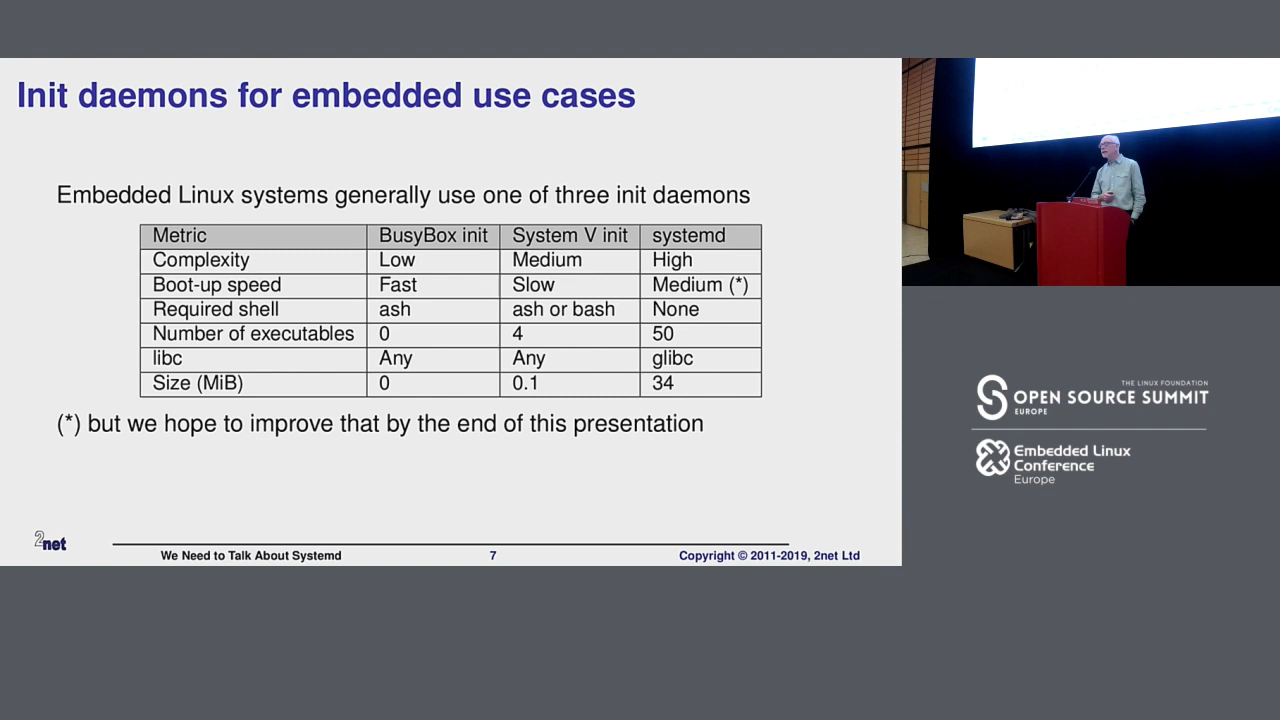 Init daemons for embedded use cases
Embedded Linux systems generally use one of three init daemons
Metric BusyBox init System V init systemd
Complexity Low Medium High
Boot-up speed Fast Slow Medium (*)
Required shell ash ash or bash None
Number of executables 0 4 50
libc Any Any glibc
Size (MiB) 0 0.1 34
(*) but we hope to improve that by the end of this presentation
2net
We Need to Talk About Systemd 7 Copyright © 2011-2019, 2net Ltd
THE LINUX FOUNDATION
OPEN SOURCE SUMMIT
EUROPE
Embedded Linux
Conference
Europe